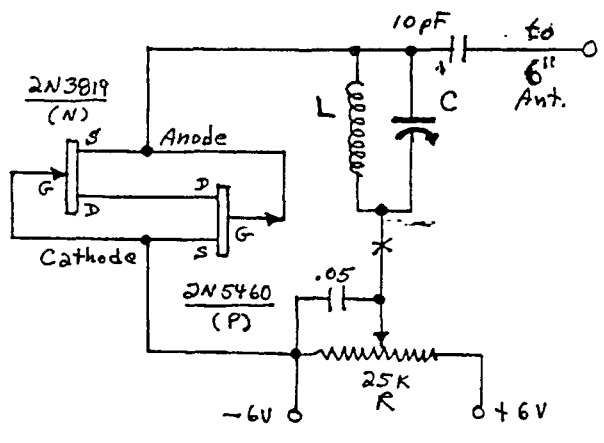 10pF
to
6"
Ant.
2N3819
(N)
S
Anode
L
C
G
D
D
G
S
Cathode
2N5460
(P)
.05
25K
R
-6V
+6V